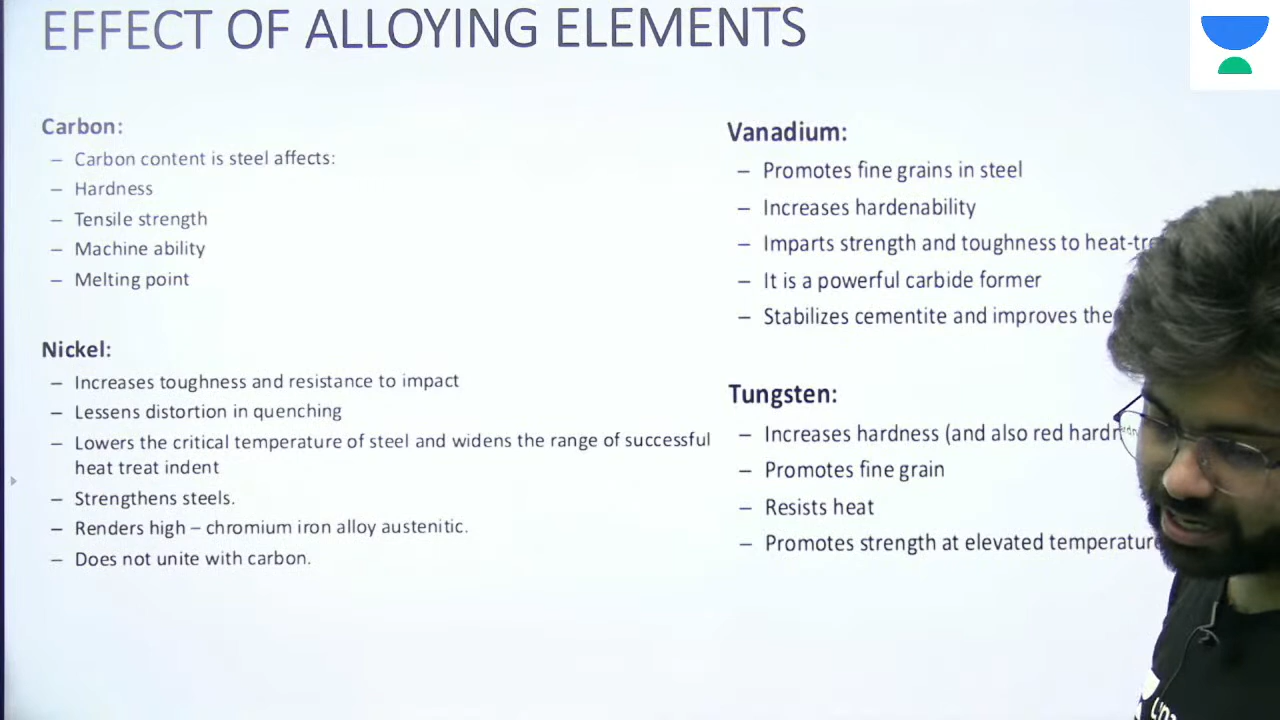 EFFECT OF ALLOYING ELEMENTS
Carbon:
– Carbon content is steel affects:
– Hardness
– Tensile strength
– Machine ability
– Melting point
Nickel:
– Increases toughness and resistance to impact
– Lessens distortion in quenching
– Lowers the critical temperature of steel and widens the range of successful
heat treat indent
– Strengthens steels.
– Renders high – chromium iron alloy austenitic.
– Does not unite with carbon.
Vanadium:
– Promotes fine grains in steel
– Increases hardenability
– Imparts strength and toughness to
– It is a powerful carbide former
– Stabilizes cementite and improves the
Tungsten:
– Increases hardness (and also red
– Promotes fine grain
– Resists heat
– Promotes strength at elevated